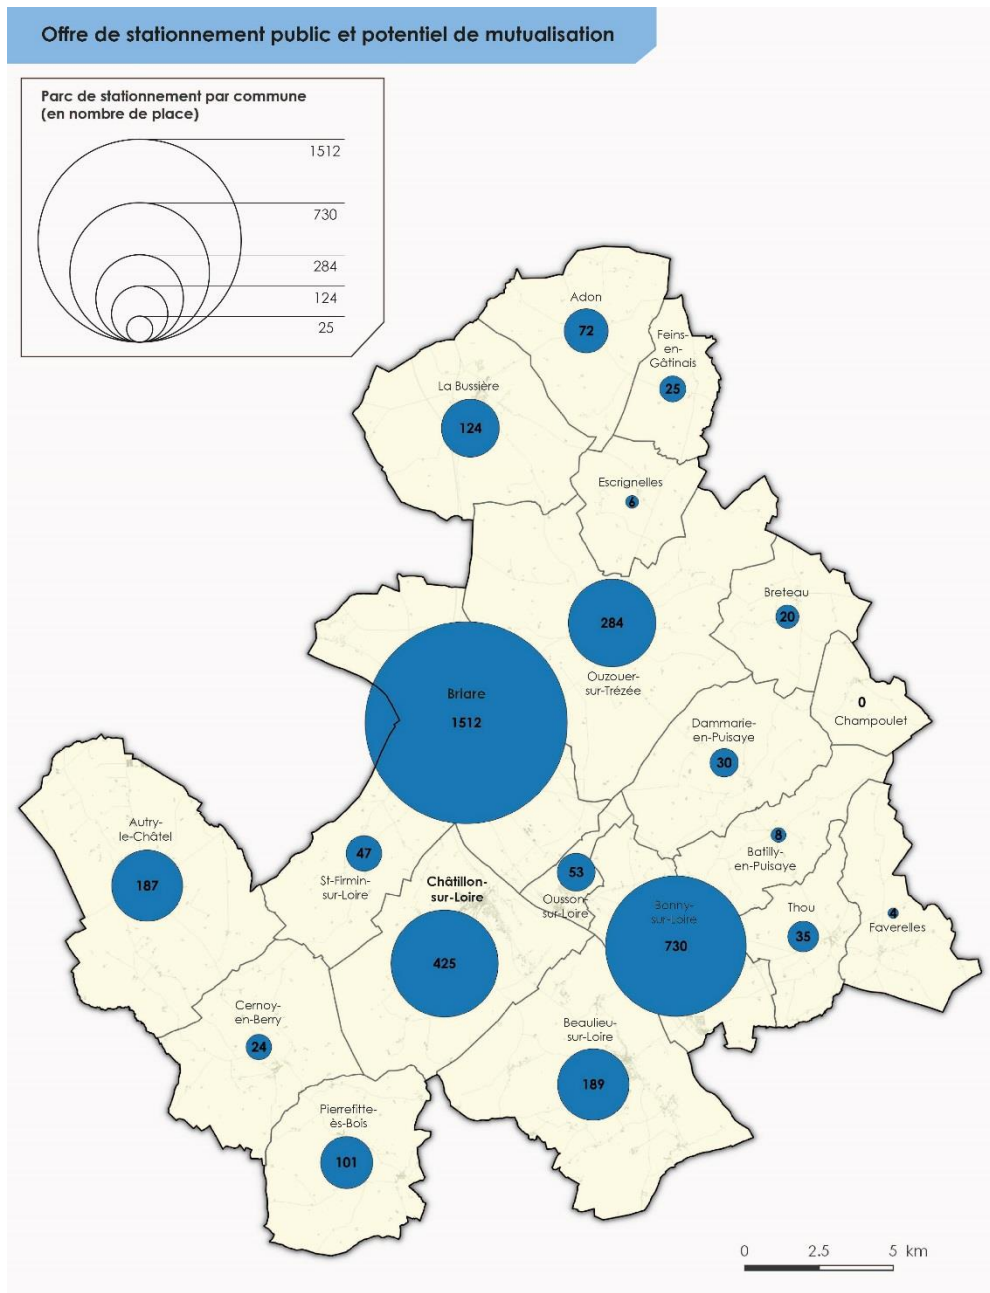 Offre de stationnement public et potentiel de mutualisation
Parc de stationnement par commune
(en nombre de place)
1512
730
284
124
25
Adon
72
Feins-
en-
Gâtinais
25
La Bussière
124
Escrignelles
6
Breteau
20
284
Ouzouer-
sur-Trézée
Briare
1512
0
Champoulet
Dammarie-
en-Puisaye
30
Autry-
le-Châtel
187
47
St-Firmin-
sur-Loire
Châtillon-
sur-Loire
425
53
Ousson-
sur-Loire
8
Batilly-
en-Puisaye
Bonny-
sur-Loire
730
Thou
35
4
Faverelles
Cernoy-
en-Berry
24
Beaulieu-
sur-Loire
189
Pierrefitte-
ès-Bois
101
0 2.5 5 km